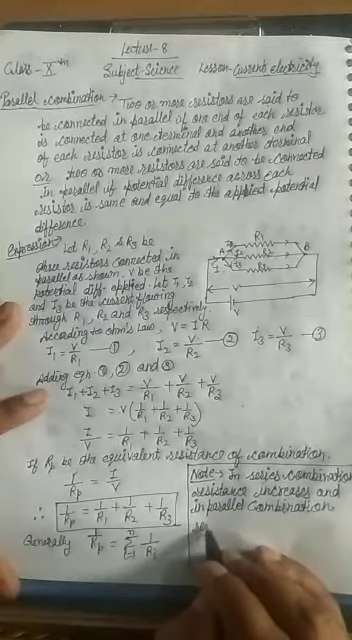 Lecture-8
Class-Xth Subject-Science Lesson-Current electricity
Parallel combination → Two or more resistors are said to
be connected in parallel if one end of each resistor
is connected at one terminal and another end
of each resistor is connected at another terminal
or Two or more resistors are said to be connected
in parallel if potential difference across each
resistor is same and equal to the applied potential
difference.
Expression → Let R1, R2 & R3 be
three resistors connected in
parallel as shown. V be the
potential diff. applied. Let I1, I2
and I3 be the current flowing
through R1, R2 and R3 respectively.
R1
A
B
I
V
V
According to ohm's law, V = IR
I1 = V/R1 —① I2 = V/R2 —② I3 = V/R3 —③
Adding eqn. ①, ② and ③
I1 + I2 + I3 = V/R1 + V/R2 + V/R3
I = V(1/R1 + 1/R2 + 1/R3)
I/V = 1/R1 + 1/R2 + 1/R3
If Rp be the equivalent resistance of combination.
1/Rp = I/V
∴ 1/Rp = 1/R1 + 1/R2 + 1/R3
Generally 1/Rp = n∑i=1 1/Ri
Note → In series combination
resistance increases and
in parallel combination